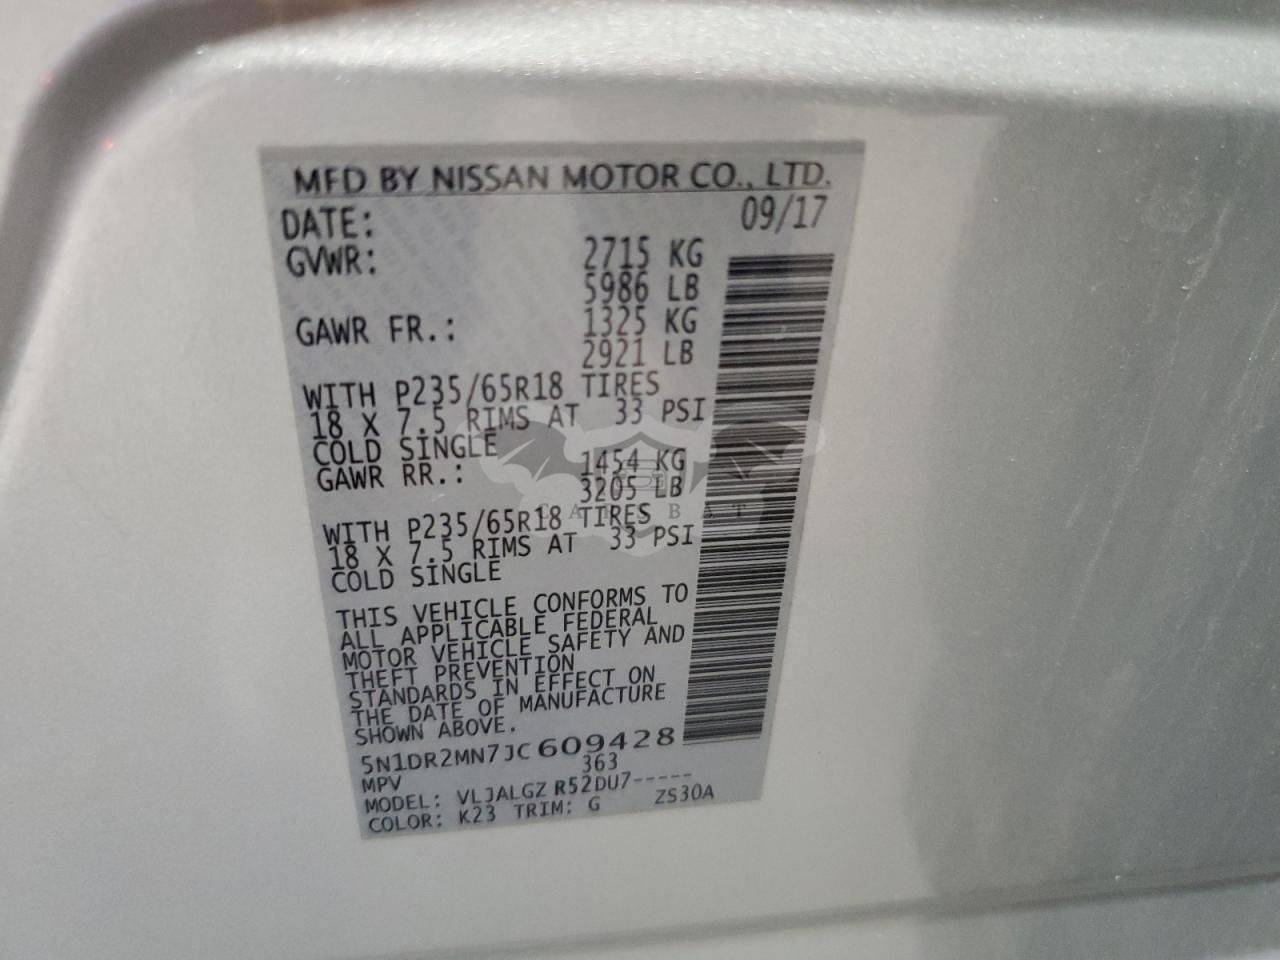 MFD BY NISSAN MOTOR CO., LTD.
DATE: 09/17
GVWR: 2715 KG
5986 LB
GAWR FR.: 1325 KG
2921 LB
WITH P235/65R18 TIRES
18 X 7.5 RIMS AT 33 PSI
COLD SINGLE
GAWR RR.: 1454 KG
3205 LB
WITH P235/65R18 TIRES
18 X 7.5 RIMS AT 33 PSI
COLD SINGLE
THIS VEHICLE CONFORMS TO
ALL APPLICABLE FEDERAL
MOTOR VEHICLE SAFETY AND
THEFT PREVENTION
STANDARDS IN EFFECT ON
THE DATE OF MANUFACTURE
SHOWN ABOVE.
5N1DR2MN7JC609428
MPV 363
MODEL: VLJALGZ R52DU7-----
COLOR: K23 TRIM: G ZS30A